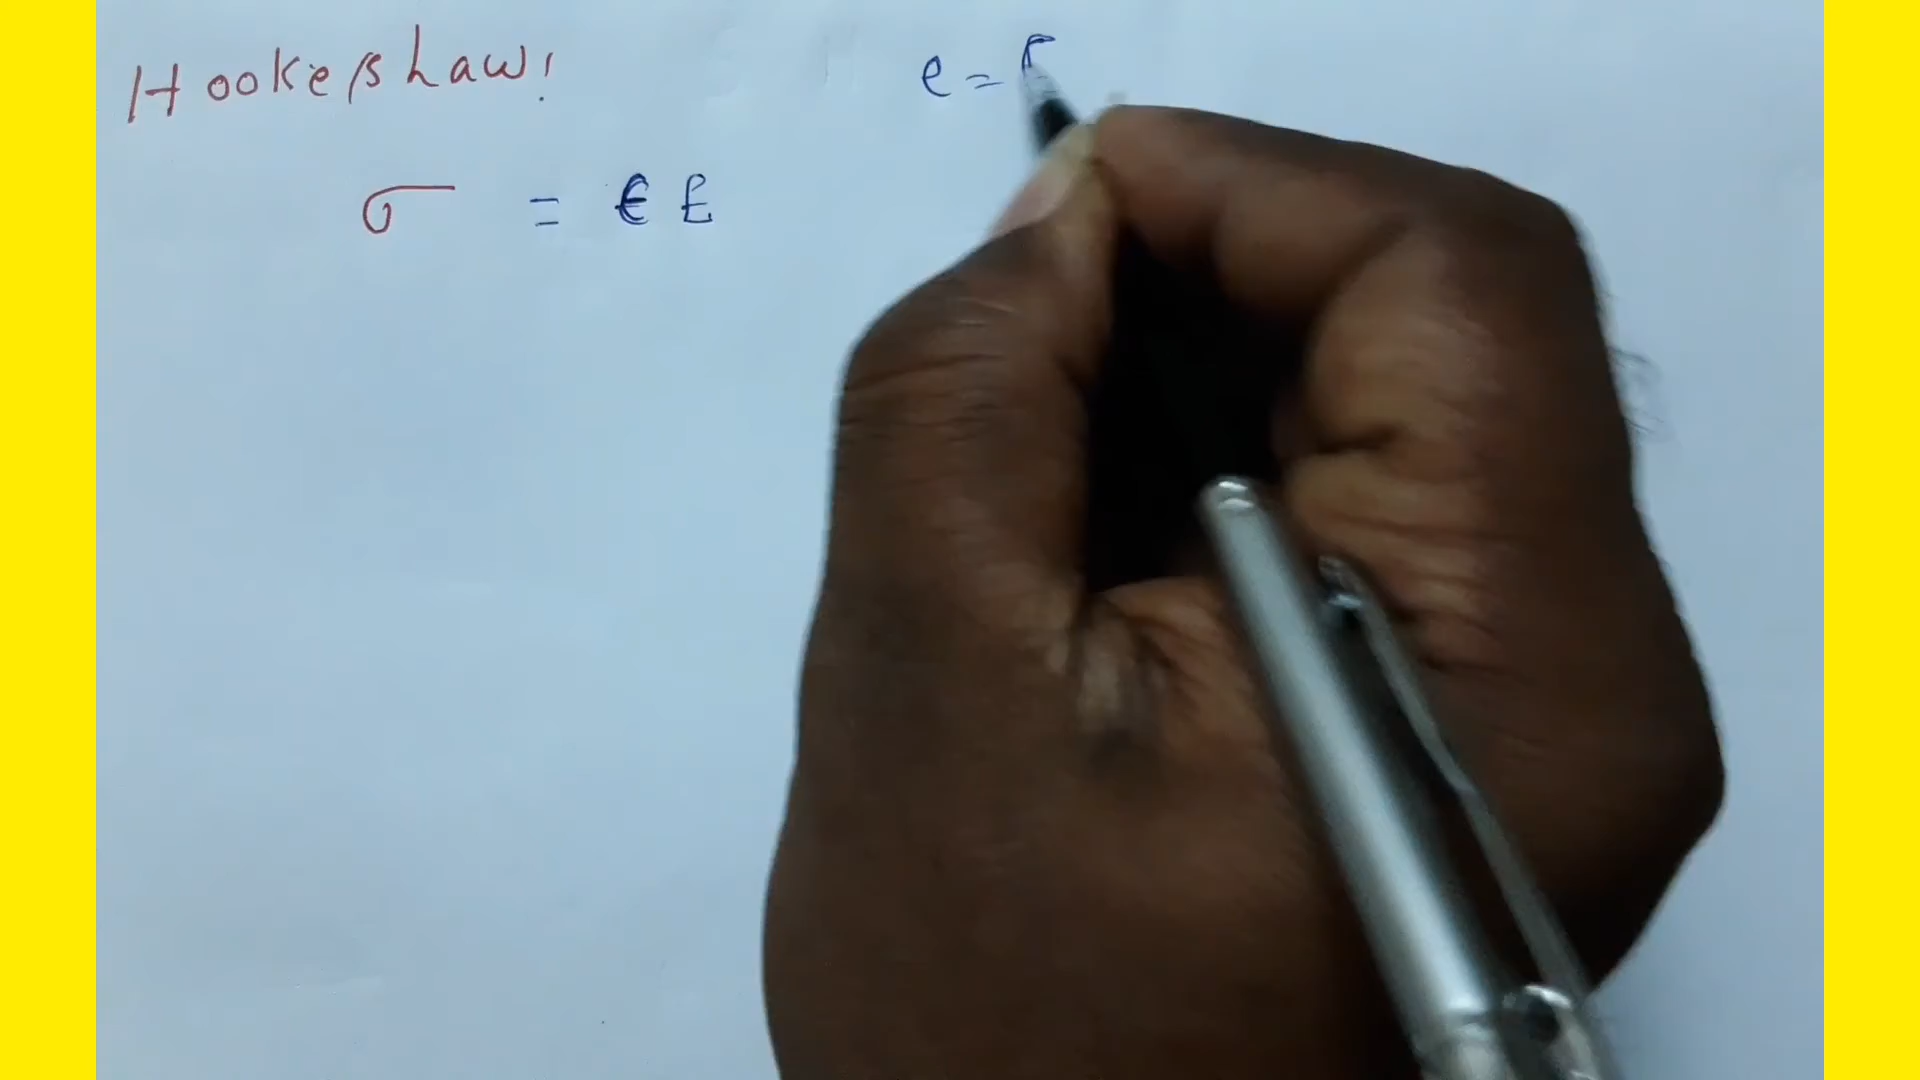 Hooke's Law:
e =
σ = € E